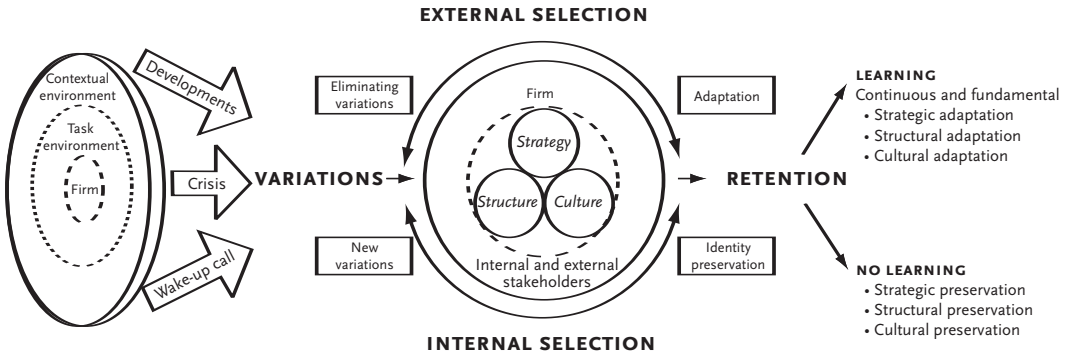 EXTERNAL SELECTION
Contextual
environment
Task
environment
Firm
Developments
Crisis
Wake-up call
VARIATIONS
Eliminating
variations
New
variations
Firm
Strategy
Structure
Culture
Internal and external
stakeholders
Adaptation
Identity
preservation
RETENTION
LEARNING
Continuous and fundamental
• Strategic adaptation
• Structural adaptation
• Cultural adaptation
NO LEARNING
• Strategic preservation
• Structural preservation
• Cultural preservation
INTERNAL SELECTION